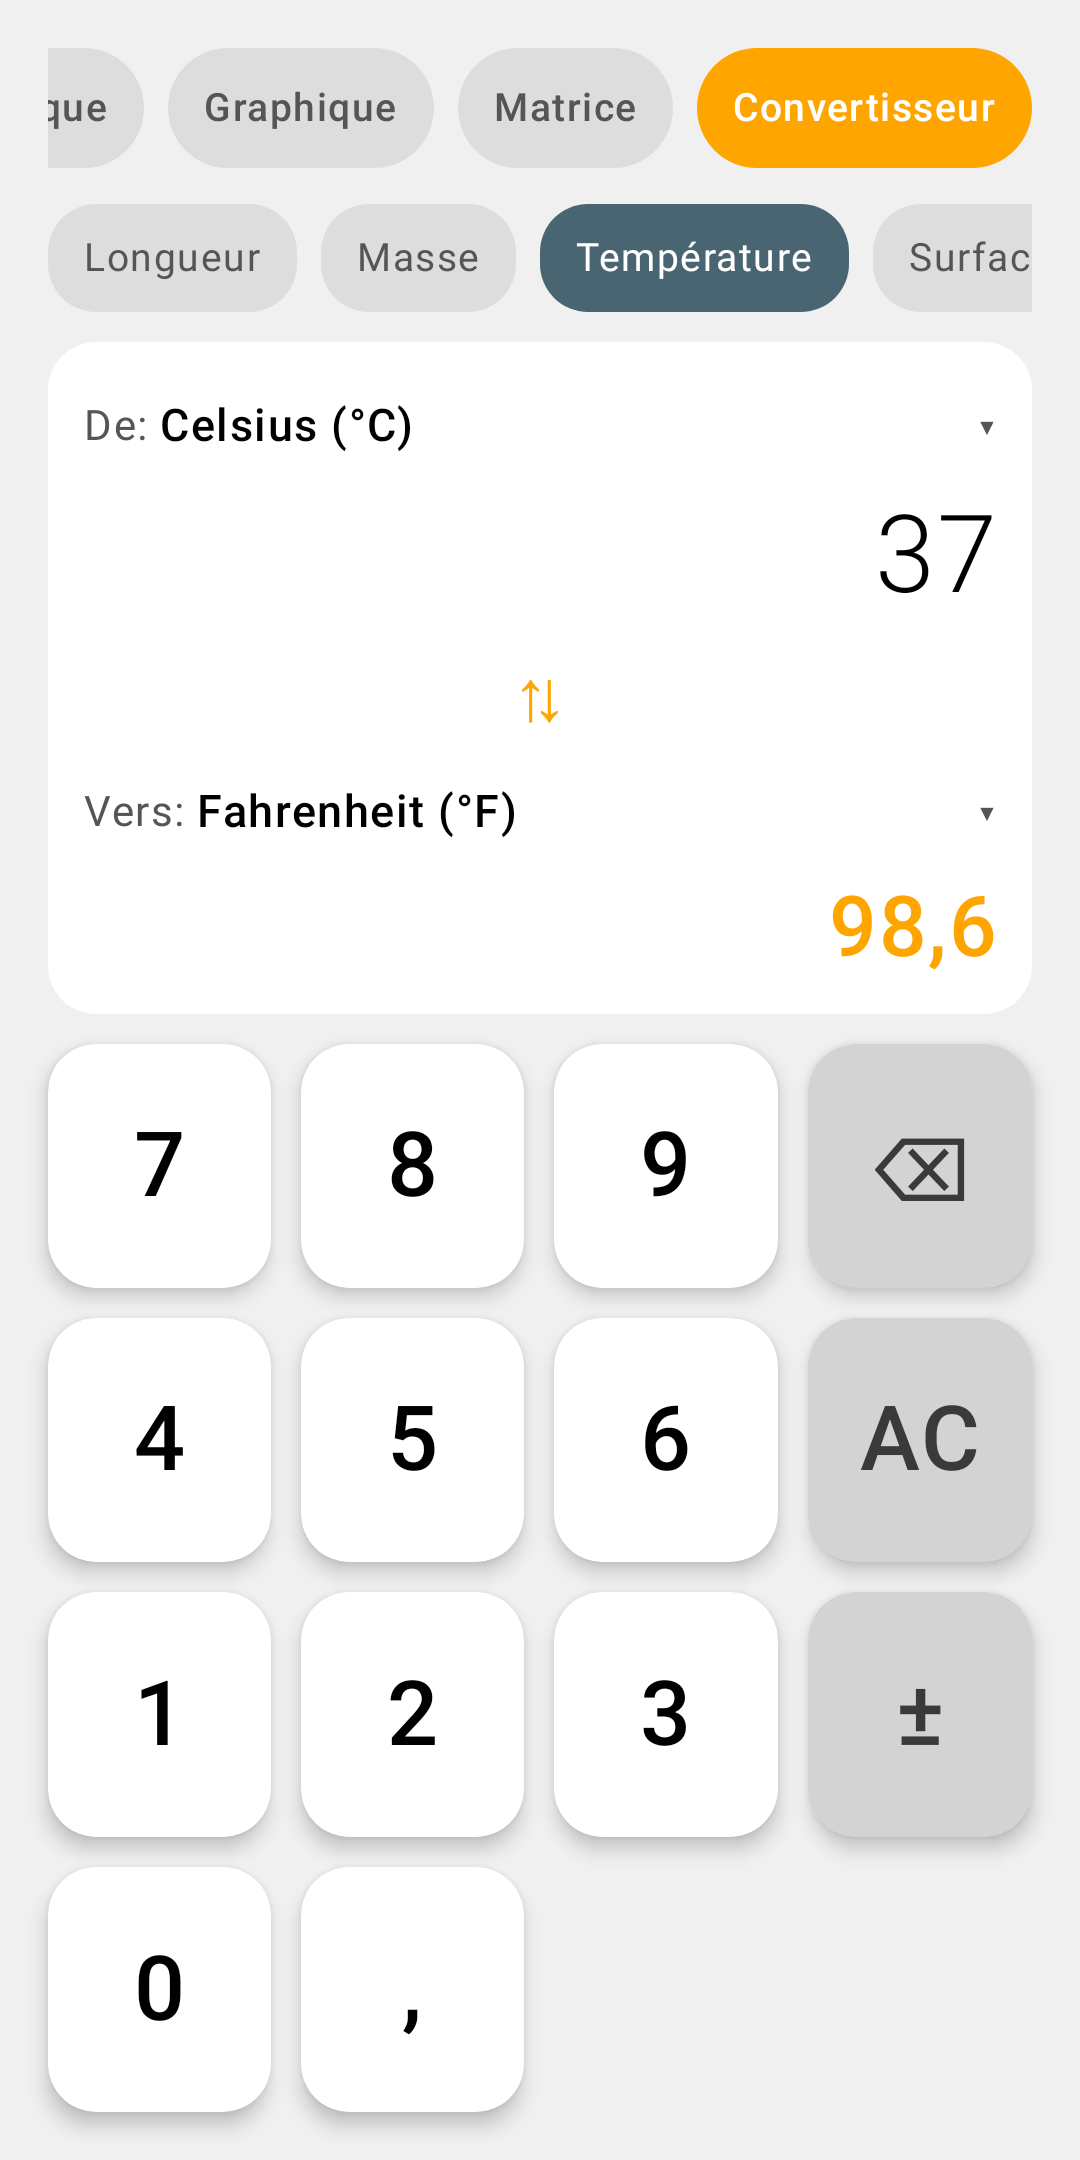 que Graphique Matrice Convertisseur
Longueur Masse Température Surfac
De: Celsius (°C) ▾
37
↑↓
Vers: Fahrenheit (°F) ▾
98,6
7 8 9 ⌫
4 5 6 AC
1 2 3 ±
0 ,